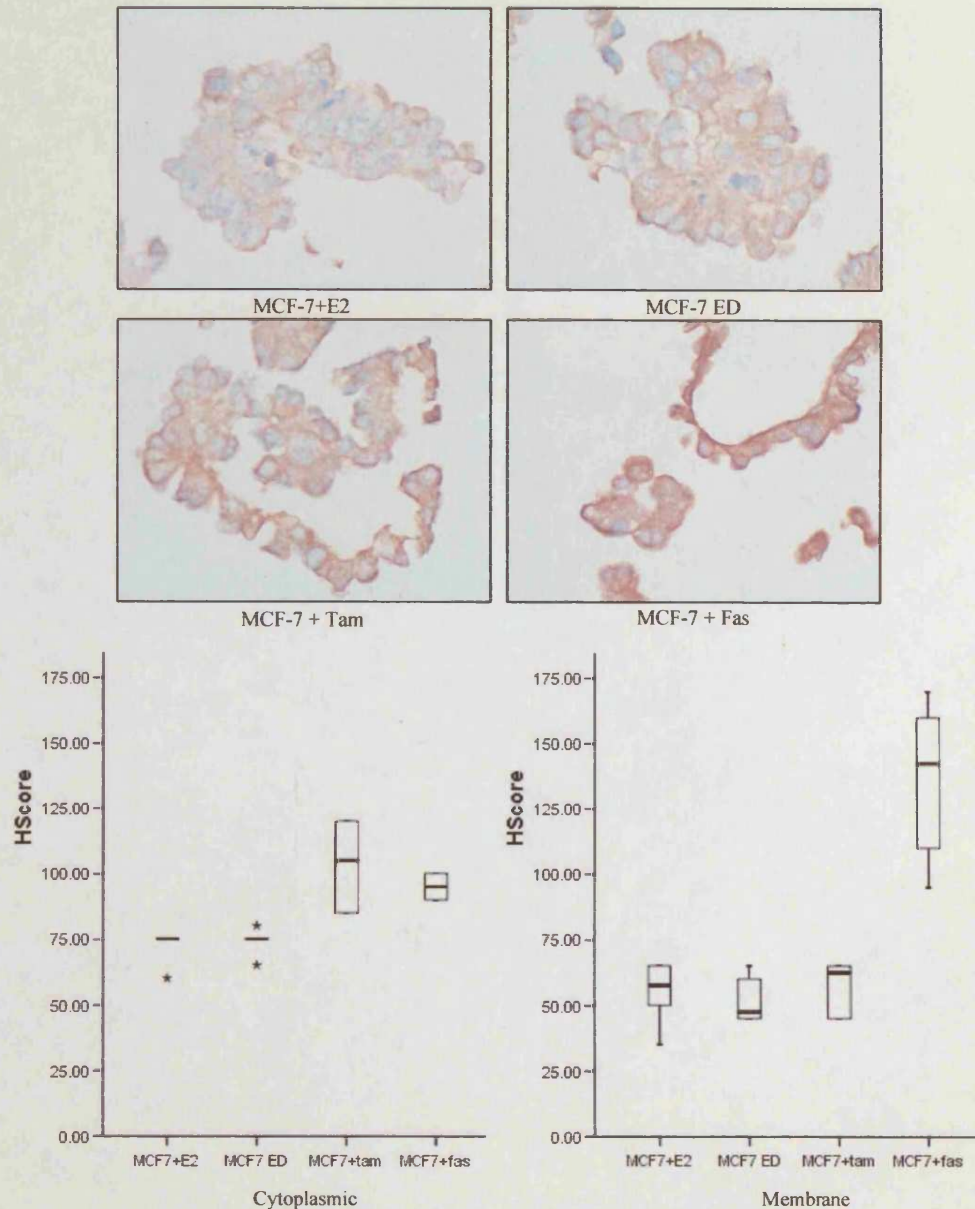 MCF-7+E2
MCF-7 ED
MCF-7 + Tam
MCF-7 + Fas
HScore
175.00
150.00
125.00
100.00
75.00
50.00
25.00
0.00
MCF7+E2 MCF7 ED MCF7+tam MCF7+fas
Cytoplasmic
HScore
175.00
150.00
125.00
100.00
75.00
50.00
25.00
0.00
MCF7+E2 MCF7 ED MCF7+tam MCF7+fas
Membrane